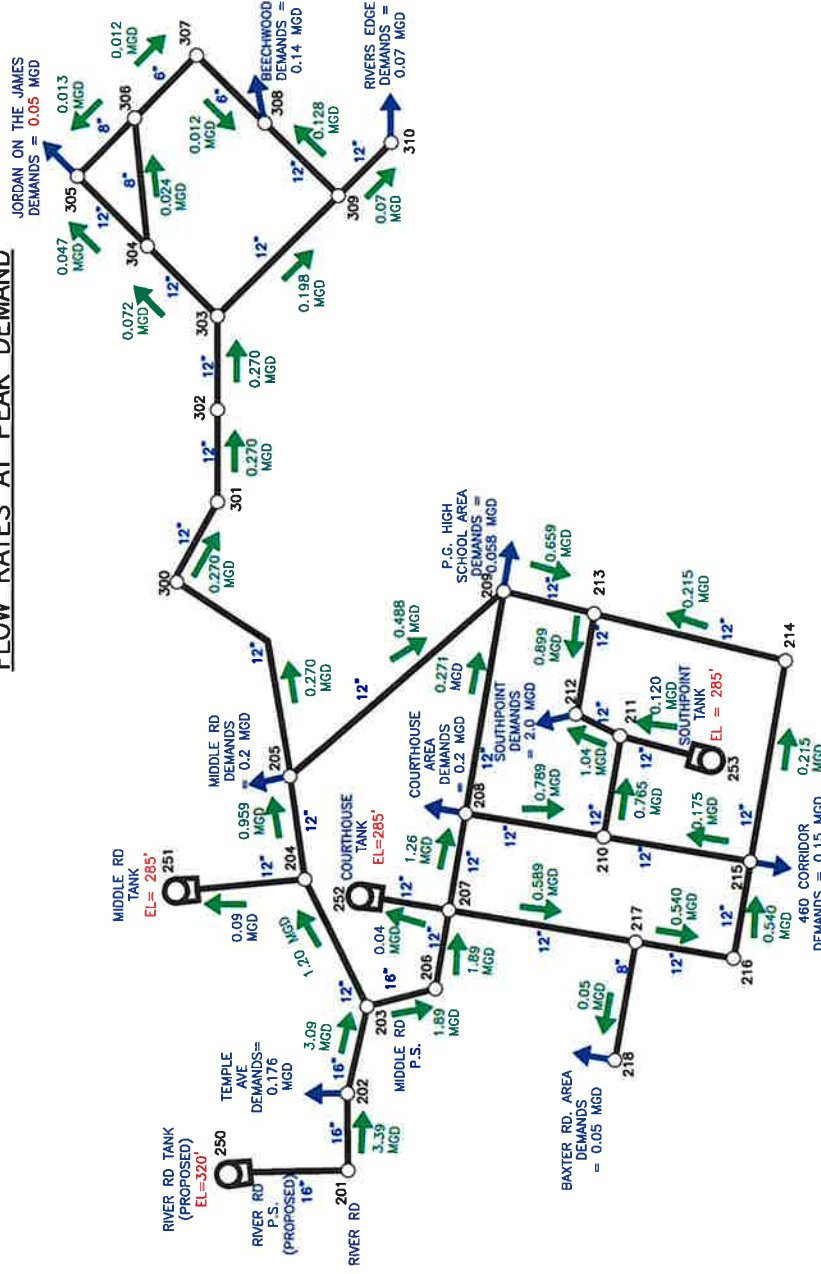 FLOW RATES AT PEAK DEMAND
JORDAN ON THE JAMES
DEMANDS = 0.05 MGD
305
0.013
MGD
8"
306
0.012
MGD
6"
307
0.047
MGD
12"
304
8"
0.024
MGD
6"
0.012
MGD
BEECHWOOD
DEMANDS =
0.14 MGD
308
0.128
MGD
12"
RIVERS EDGE
DEMANDS =
0.07 MGD
310
12"
0.07
MGD
309
12"
0.198
MGD
12"
0.072
MGD
303
12"
0.270
MGD
302
12"
0.270
MGD
301
12"
0.270
MGD
300
12"
0.270
MGD
MIDDLE RD
DEMANDS
= 0.2 MGD
205
0.959
MGD
12"
12"
0.488
MGD
MIDDLE RD
TANK
EL= 285'
251
12"
0.09
MGD
204
1.20 MGD
12"
COURTHOUSE
TANK
EL=285'
252
12"
0.04
MGD
207
12"
1.89
MGD
206
16"
1.89
MGD
203
MIDDLE RD
P.S.
3.09
MGD
16"
TEMPLE
AVE
DEMANDS=
0.176
MGD
202
16"
3.39
MGD
RIVER RD TANK
(PROPOSED)
EL=320'
250
RIVER RD
P.S.
(PROPOSED)
16"
201
RIVER RD
COURTHOUSE
AREA
DEMANDS
= 0.2 MGD
208
1.26
MGD
12"
12"
0.271
MGD
P.G. HIGH
SCHOOL AREA
DEMANDS =
0.058 MGD
209
12"
0.659
MGD
213
12"
0.899
MGD
212
SOUTHPOINT
DEMANDS
= 2.0 MGD
12"
1.04
MGD
211
0.120
MGD
12"
SOUTHPOINT
TANK
EL = 285'
253
0.789
MGD
12"
210
0.765
MGD
12"
0.175
MGD
12"
0.215
MGD
214
12"
0.215
MGD
215
460 CORRIDOR
DEMANDS = 0.15 MGD
12"
0.540
MGD
216
12"
0.540
MGD
217
12"
0.589
MGD
8"
0.05
MGD
218
BAXTER RD. AREA
DEMANDS
= 0.05 MGD